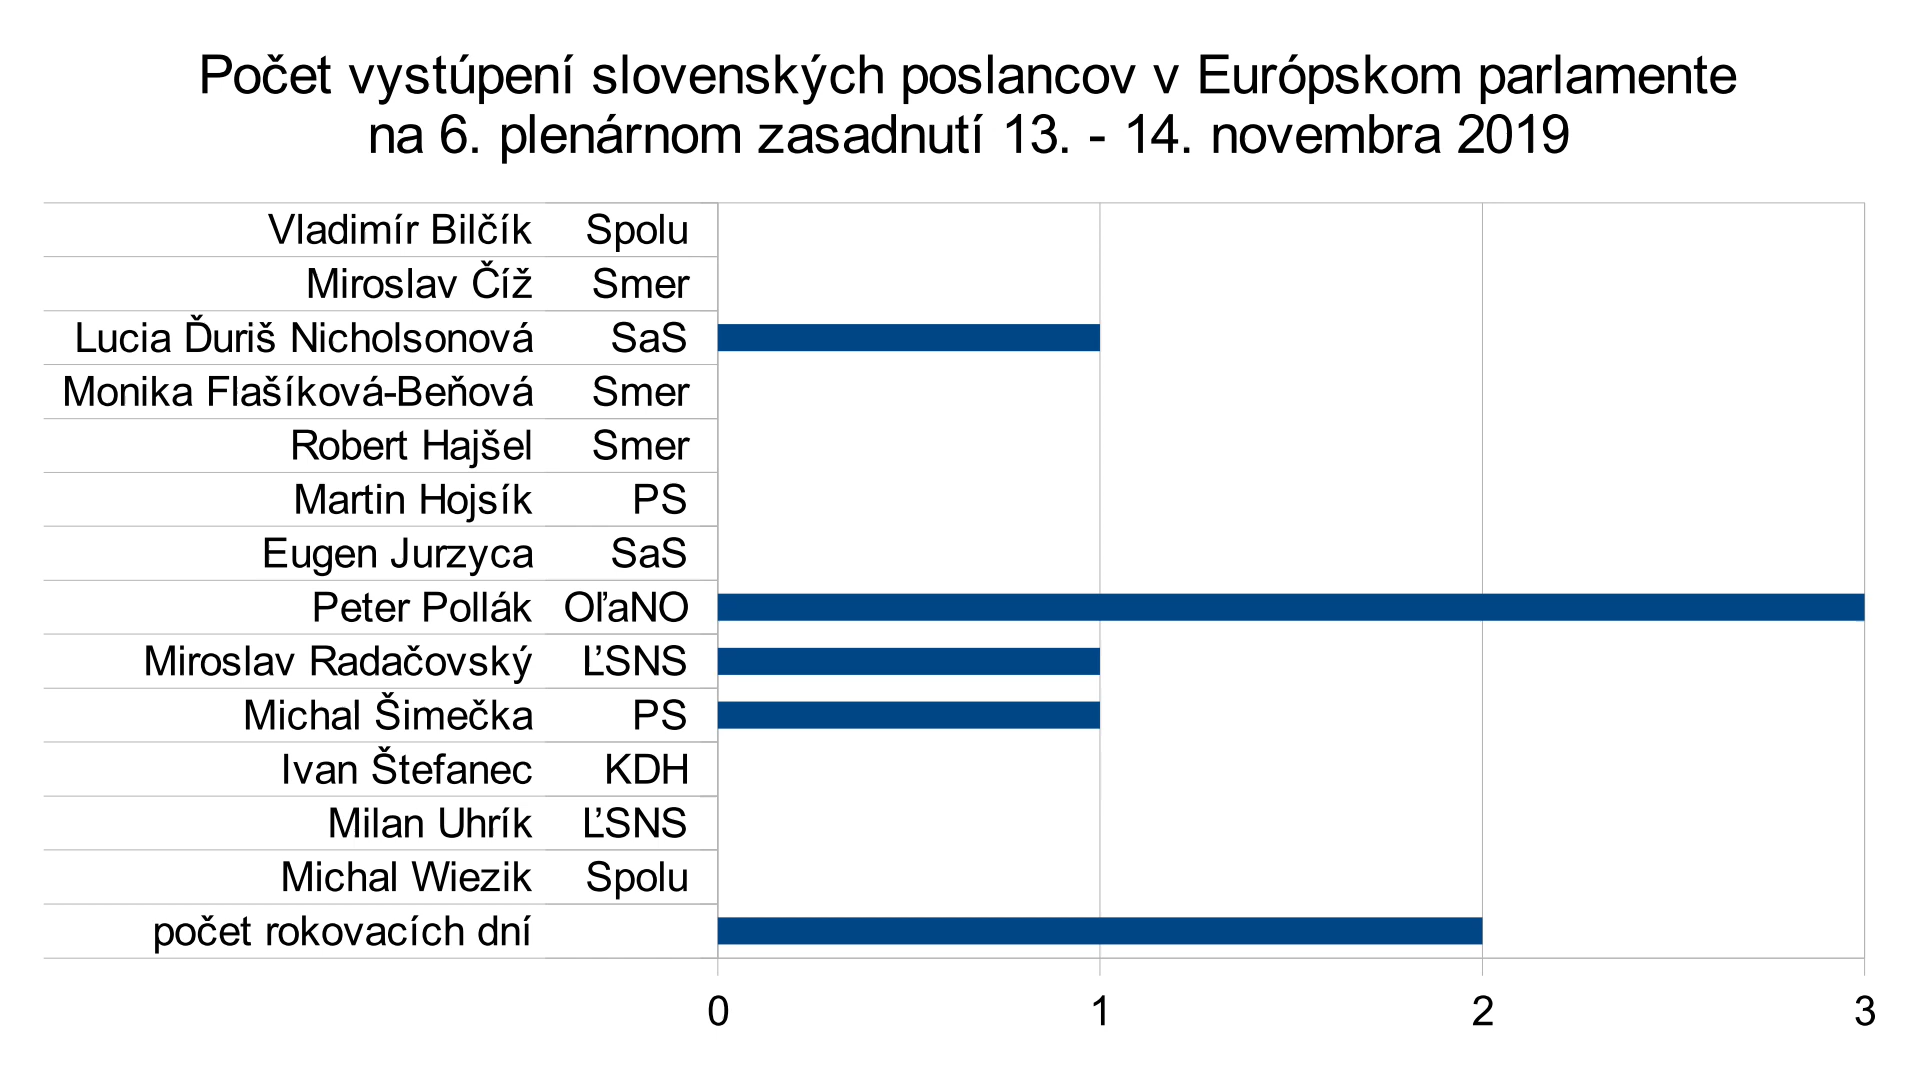 Počet vystúpení slovenských poslancov v Európskom parlamente
na 6. plenárnom zasadnutí 13. - 14. novembra 2019
Vladimír Bilčík Spolu
Miroslav Číž Smer
Lucia Ďuriš Nicholsonová SaS
Monika Flašíková-Beňová Smer
Robert Hajšel Smer
Martin Hojsík PS
Eugen Jurzyca SaS
Peter Pollák OľaNO
Miroslav Radačovský ĽSNS
Michal Šimečka PS
Ivan Štefanec KDH
Milan Uhrík ĽSNS
Michal Wiezik Spolu
počet rokovacích dní
0 1 2 3